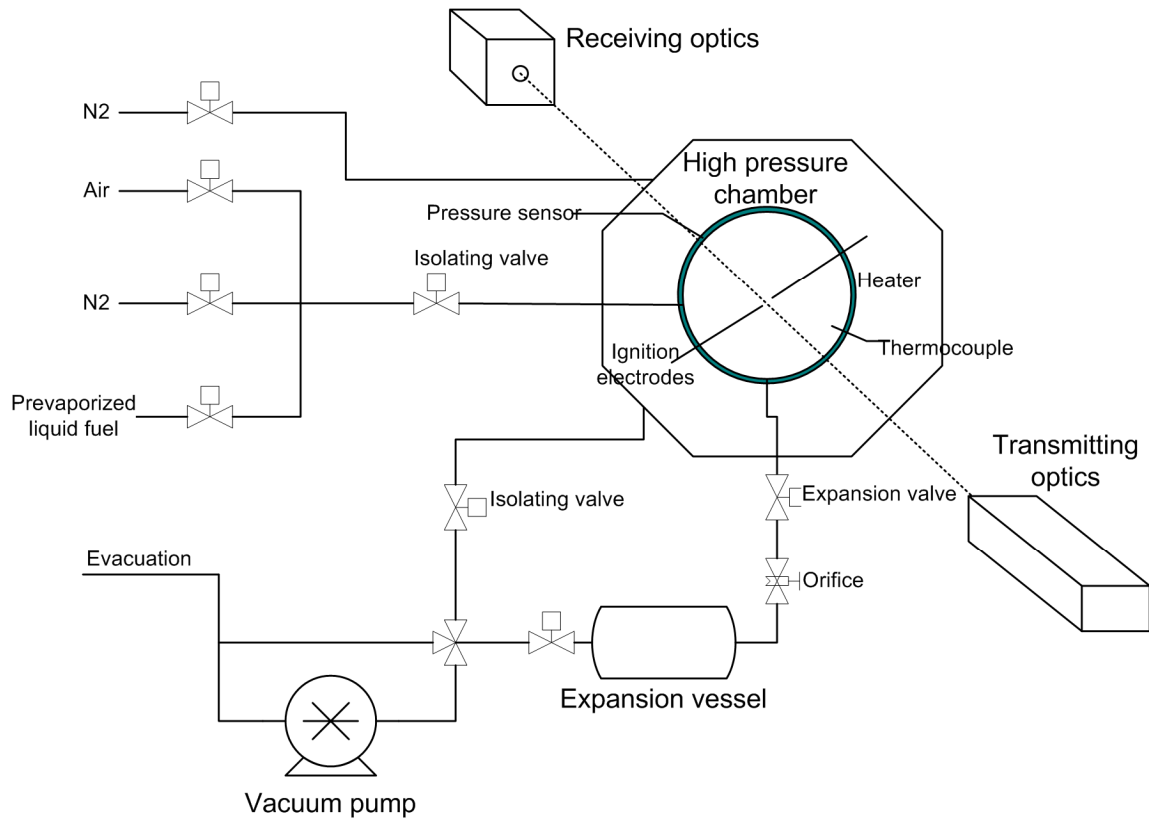 Receiving optics
N2
High pressure
chamber
Air
Pressure sensor
Isolating valve
Heater
N2
Ignition
electrodes
Thermocouple
Prevaporized
liquid fuel
Transmitting
optics
Isolating valve
Expansion valve
Evacuation
Orifice
Expansion vessel
Vacuum pump